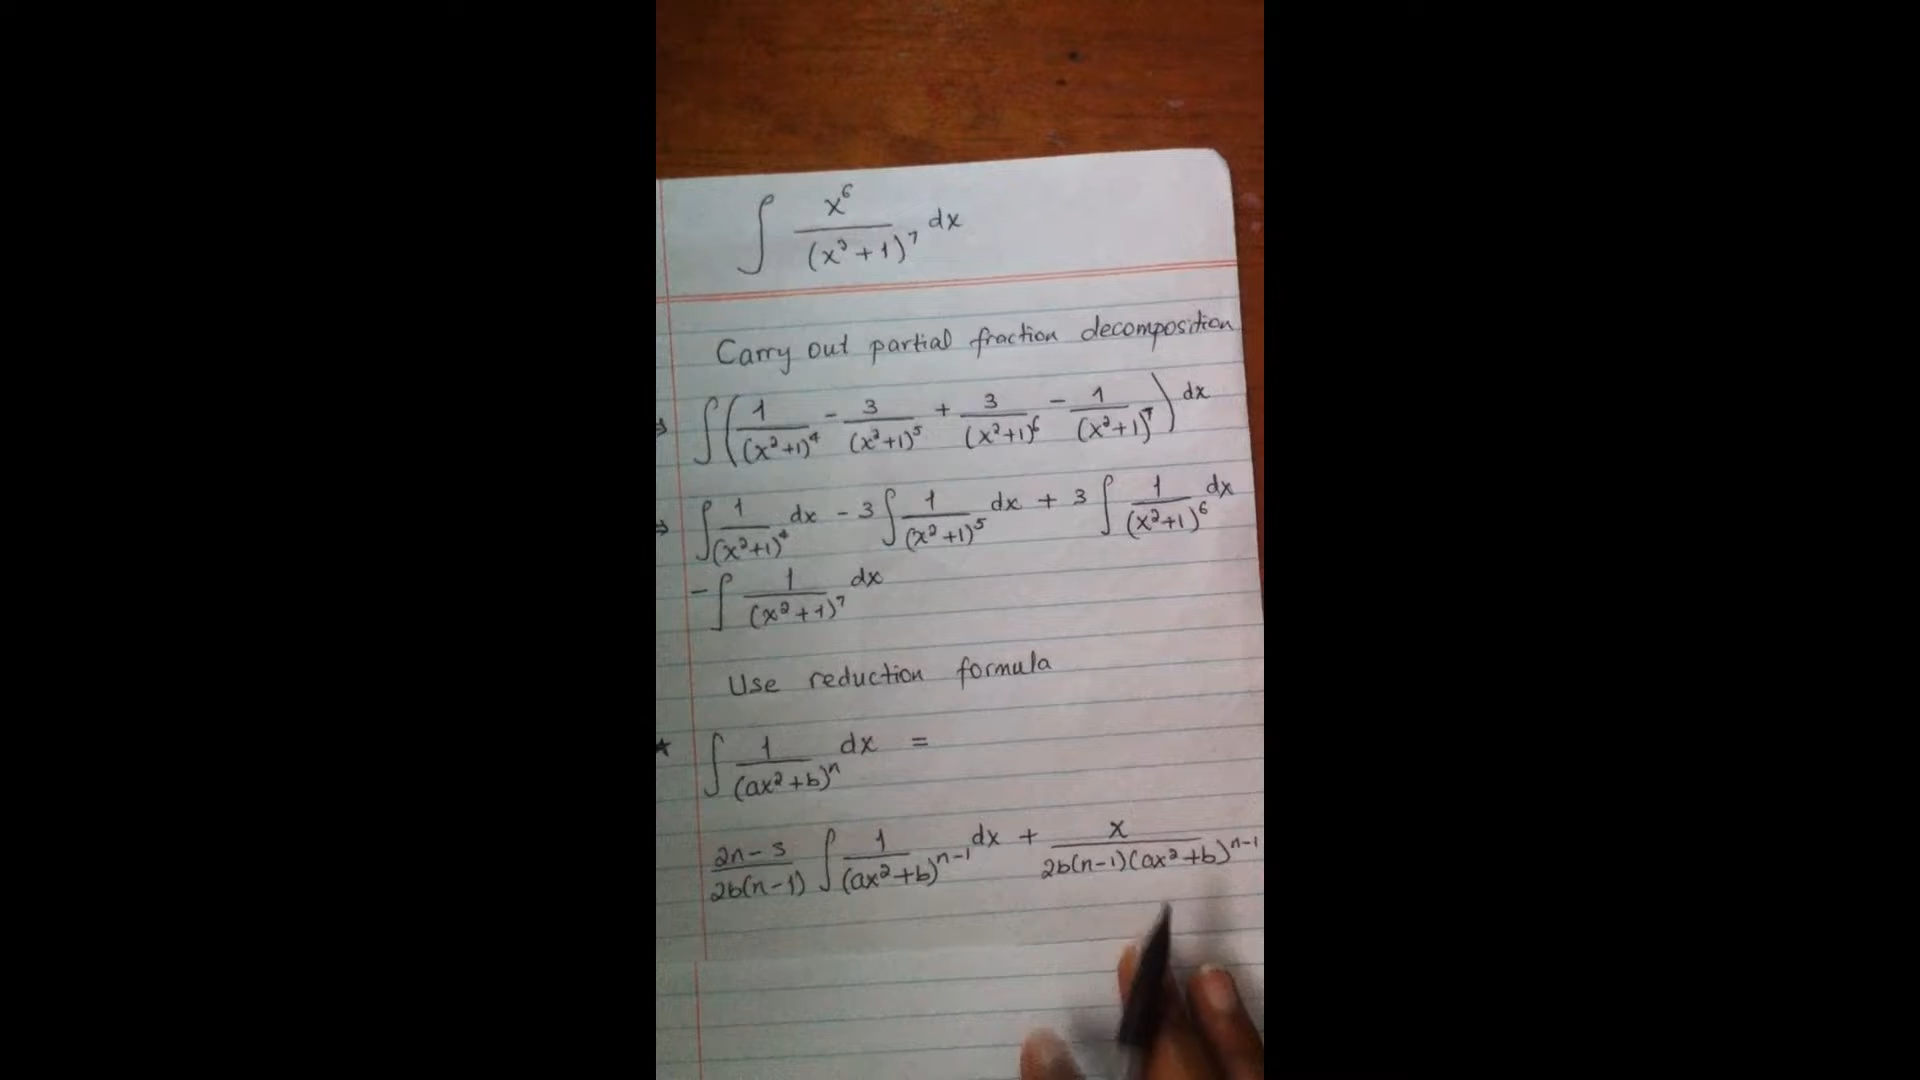 ∫ x⁶/(x²+1)⁷ dx
Carry out partial fraction decomposition
⇒ ∫(1/(x²+1)⁴ - 3/(x²+1)⁵ + 3/(x²+1)⁶ - 1/(x²+1)⁷) dx
⇒ ∫ 1/(x²+1)⁴ dx - 3∫ 1/(x²+1)⁵ dx + 3∫ 1/(x²+1)⁶ dx
-∫ 1/(x²+1)⁷ dx
Use reduction formula
★ ∫ 1/(ax²+b)ⁿ dx =
2n-3/2b(n-1) ∫ 1/(ax²+b)ⁿ⁻¹ dx + x/2b(n-1)(ax²+b)ⁿ⁻¹